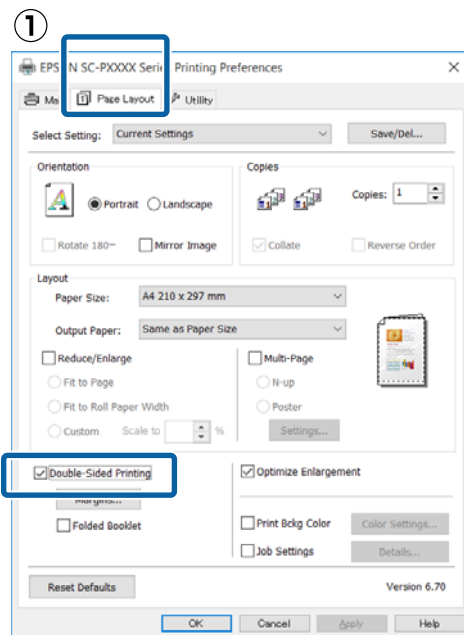 ①
EPS N SC-PXXXX Serie Printing Preferences
Ma Page Layout Utility
Select Setting: Current Settings Save/Del...
Orientation Copies
Portrait Landscape Copies: 1
Rotate 180° Mirror Image Collate Reverse Order
Layout
Paper Size: A4 210 x 297 mm
Output Paper: Same as Paper Size
Reduce/Enlarge Multi-Page
Fit to Page N-up
Fit to Roll Paper Width Poster
Custom Scale to % Settings...
Double-Sided Printing Optimize Enlargement
Margins...
Folded Booklet Print Bckg Color Color Settings...
Job Settings Details...
Reset Defaults Version 6.70
OK Cancel Apply Help